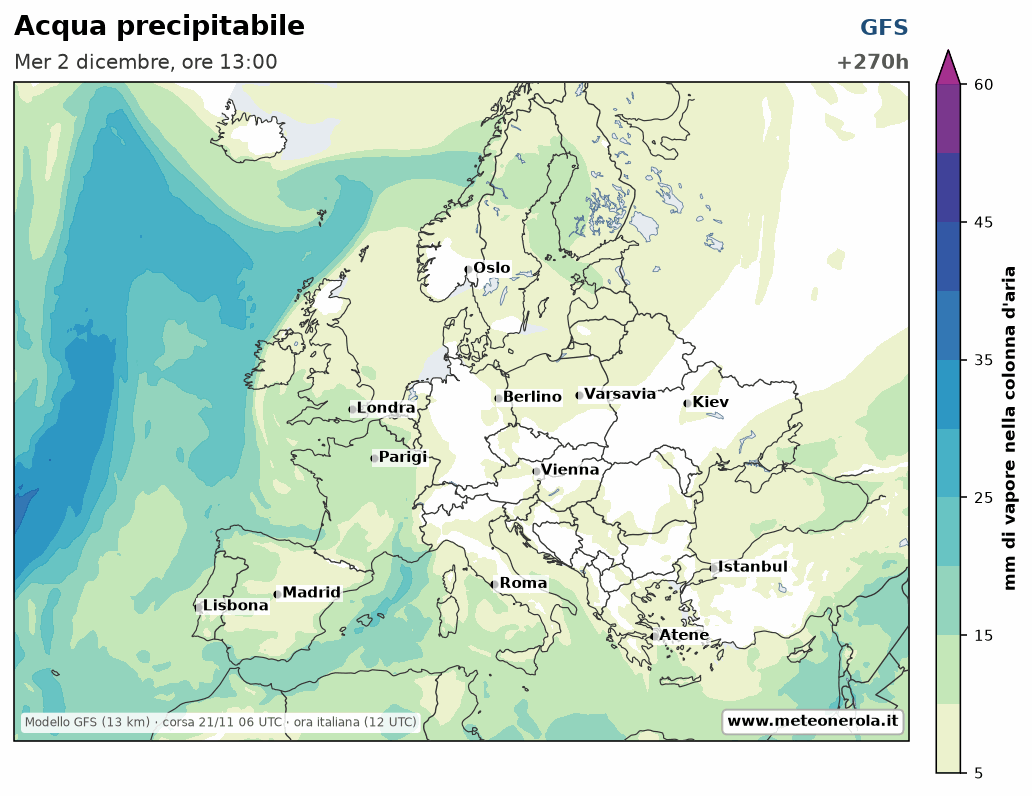 Acqua precipitabile
GFS
Mer 2 dicembre, ore 13:00
+270h
60
45
35
25
15
5
mm di vapore nella colonna d'aria
Oslo
Berlino
Varsavia
Kiev
Londra
Parigi
Vienna
Istanbul
Roma
Madrid
Lisbona
Atene
Modello GFS (13 km) · corsa 21/11 06 UTC · ora italiana (12 UTC)
www.meteonerola.it